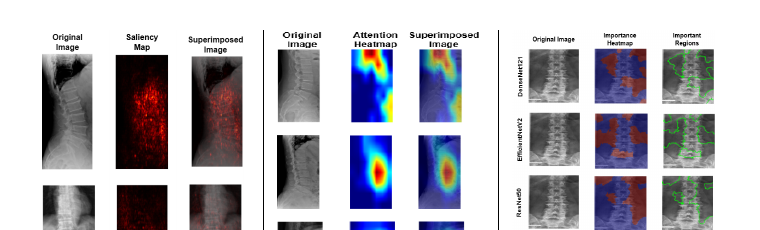 Original Image
Saliency Map
Superimposed Image
Original Image
Attention Heatmap
Superimposed Image
Original Image
Importance Heatmap
Important Regions
DenseNet121
EfficientNetV2
ResNet50